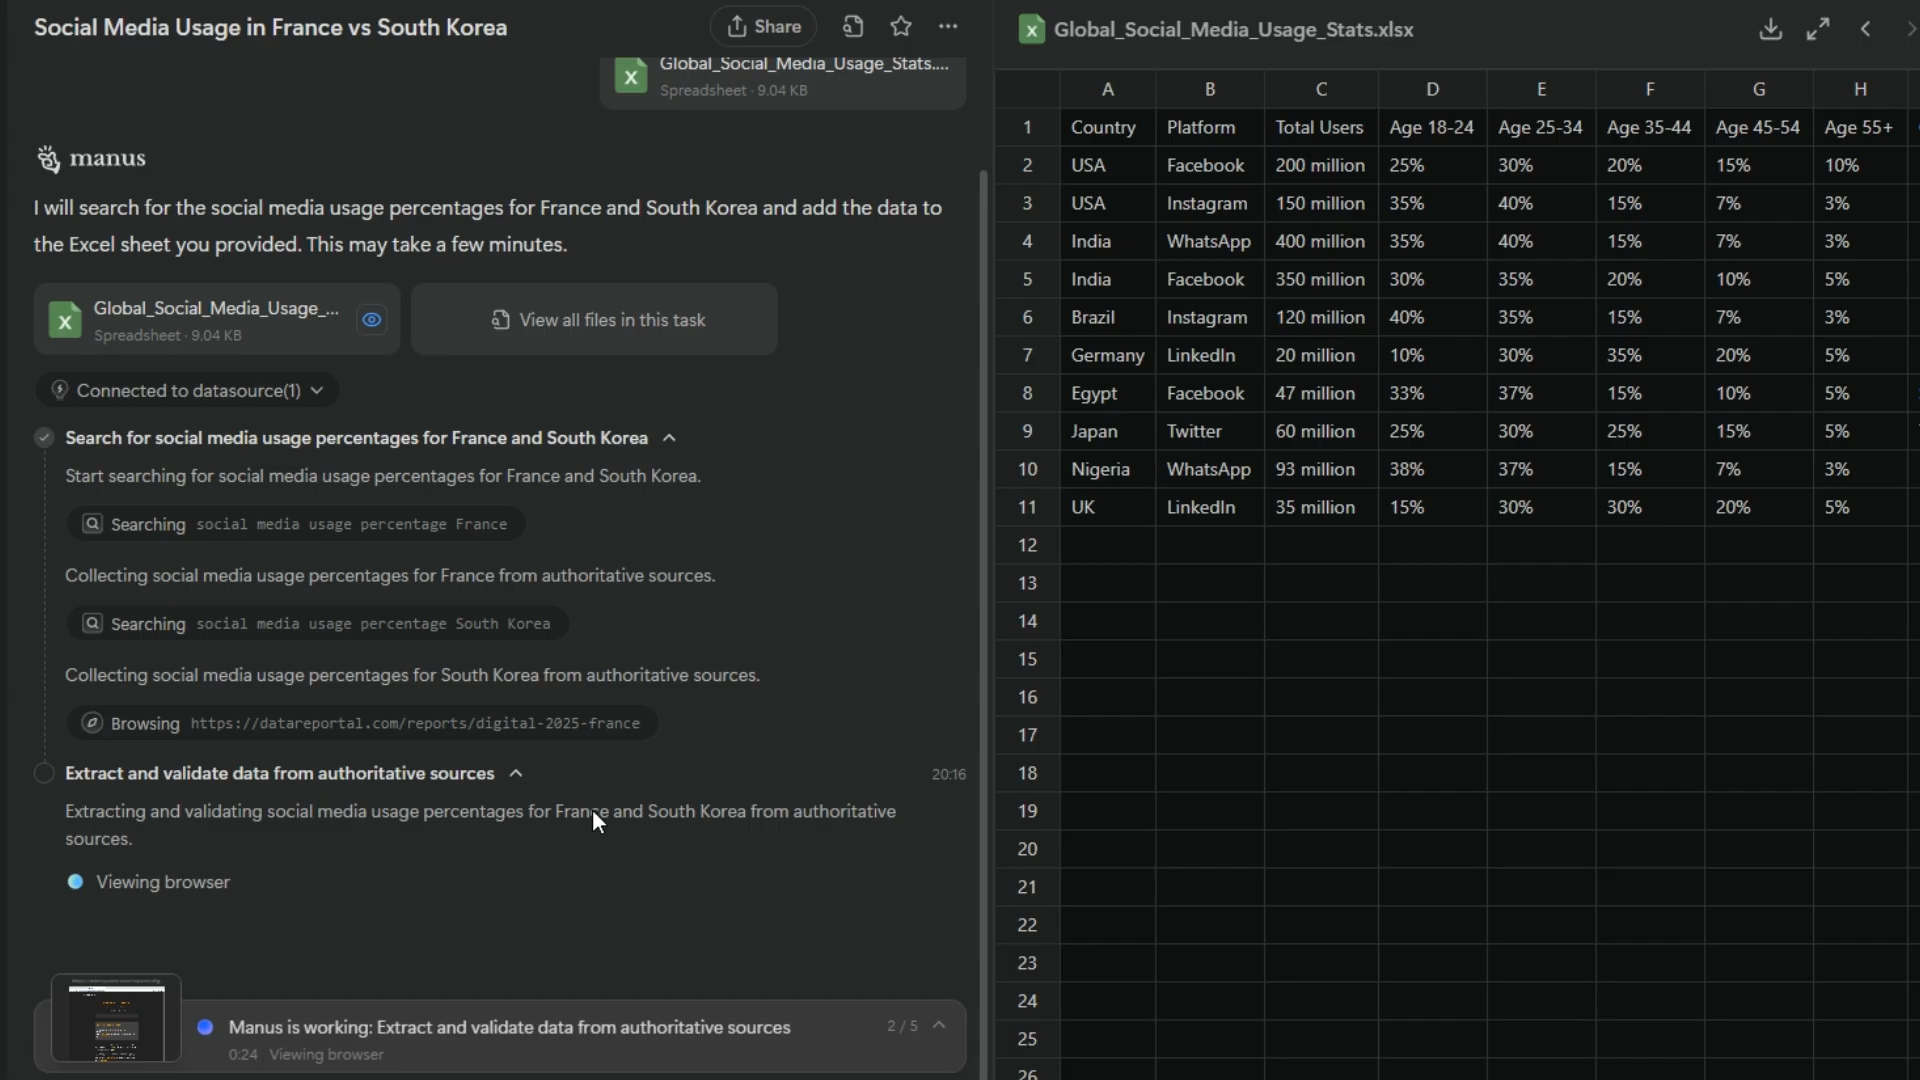 Social Media Usage in France vs South Korea
Share
Global_Social_Media_Usage_Stats....
Spreadsheet · 9.04 KB
manus
I will search for the social media usage percentages for France and South Korea and add the data to
the Excel sheet you provided. This may take a few minutes.
Global_Social_Media_Usage_...
Spreadsheet · 9.04 KB
View all files in this task
Connected to datasource(1)
Search for social media usage percentages for France and South Korea
Start searching for social media usage percentages for France and South Korea.
Searching social media usage percentage France
Collecting social media usage percentages for France from authoritative sources.
Searching social media usage percentage South Korea
Collecting social media usage percentages for South Korea from authoritative sources.
Browsing https://datareportal.com/reports/digital-2025-france
Extract and validate data from authoritative sources
20:16
Extracting and validating social media usage percentages for France and South Korea from authoritative
sources.
Viewing browser
Manus is working: Extract and validate data from authoritative sources
2 / 5
0:24 Viewing browser
Global_Social_Media_Usage_Stats.xlsx
A B C D E F G H
1 Country Platform Total Users Age 18-24 Age 25-34 Age 35-44 Age 45-54 Age 55+
2 USA Facebook 200 million 25% 30% 20% 15% 10%
3 USA Instagram 150 million 35% 40% 15% 7% 3%
4 India WhatsApp 400 million 35% 40% 15% 7% 3%
5 India Facebook 350 million 30% 35% 20% 10% 5%
6 Brazil Instagram 120 million 40% 35% 15% 7% 3%
7 Germany LinkedIn 20 million 10% 30% 35% 20% 5%
8 Egypt Facebook 47 million 33% 37% 15% 10% 5%
9 Japan Twitter 60 million 25% 30% 25% 15% 5%
10 Nigeria WhatsApp 93 million 38% 37% 15% 7% 3%
11 UK LinkedIn 35 million 15% 30% 30% 20% 5%
12
13
14
15
16
17
18
19
20
21
22
23
24
25
26